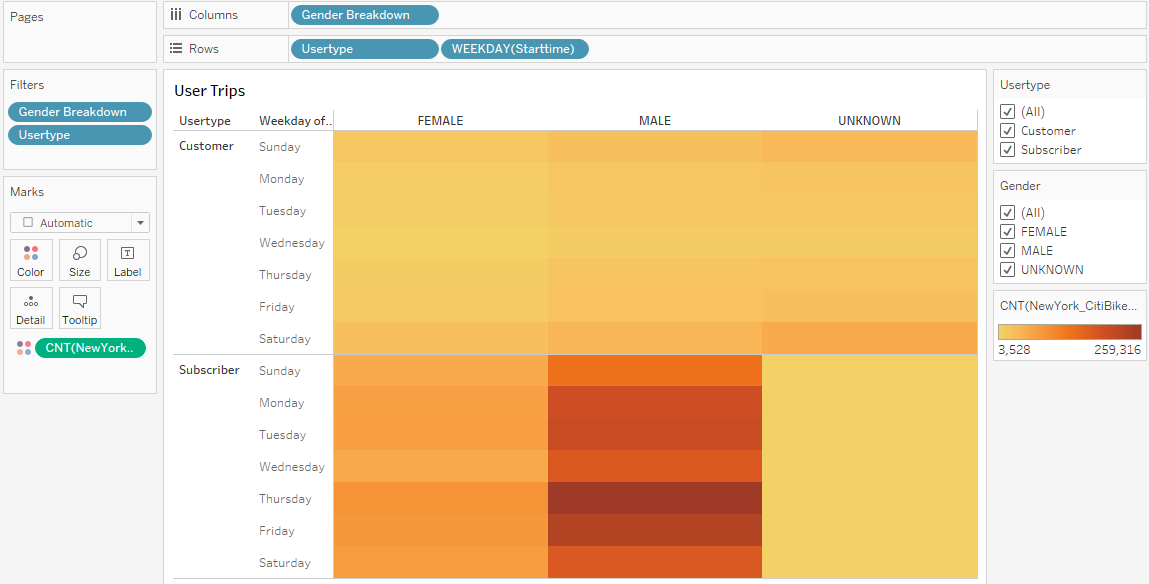 Pages
Columns
Gender Breakdown
Rows
Usertype
WEEKDAY(Starttime)
Filters
Gender Breakdown
Usertype
Marks
Automatic
Color
Size
Label
Detail
Tooltip
CNT(NewYork..
User Trips
Usertype
Weekday of..
FEMALE
MALE
UNKNOWN
Customer
Sunday
Monday
Tuesday
Wednesday
Thursday
Friday
Saturday
Subscriber
Sunday
Monday
Tuesday
Wednesday
Thursday
Friday
Saturday
Usertype
(All)
Customer
Subscriber
Gender
(All)
FEMALE
MALE
UNKNOWN
CNT(NewYork_CitiBike...
3,528
259,316